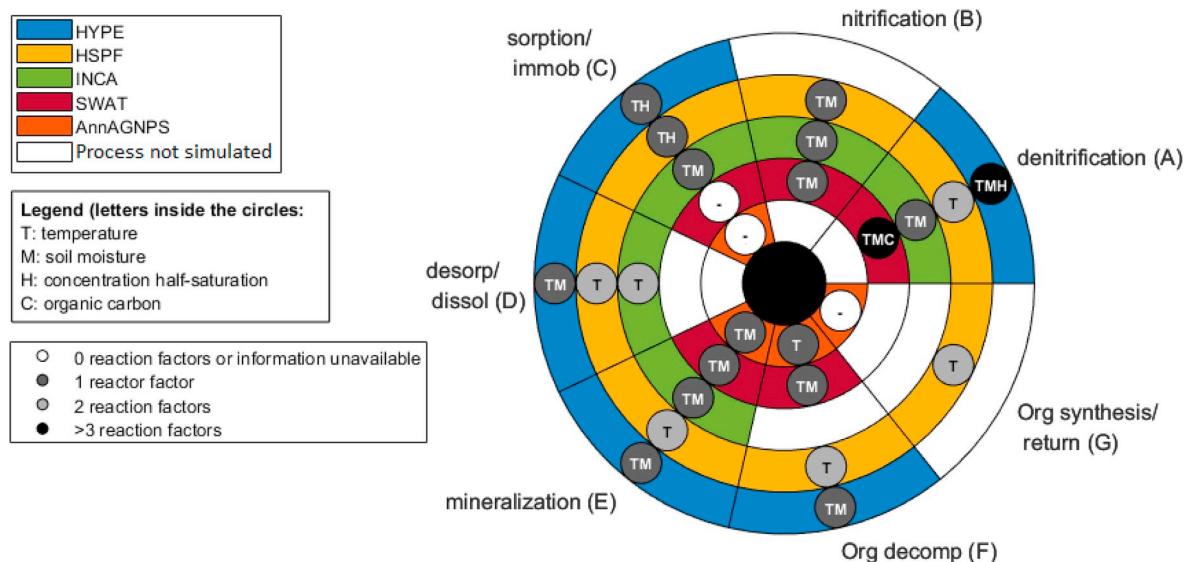 HYPE
HSPF
INCA
SWAT
AnnAGNPS
Process not simulated
Legend (letters inside the circles:
T: temperature
M: soil moisture
H: concentration half-saturation
C: organic carbon
0 reaction factors or information unavailable
1 reactor factor
2 reaction factors
>3 reaction factors
nitrification (B)
sorption/
immob (C)
denitrification (A)
desorp/
dissol (D)
mineralization (E)
Org decomp (F)
Org synthesis/
return (G)
TH
TH
TM
-
-
TM
TM
TM
TMH
T
TM
TMC
TM
T
T
TM
TM
TM
T
TM
T
TM
T
TM
-
T